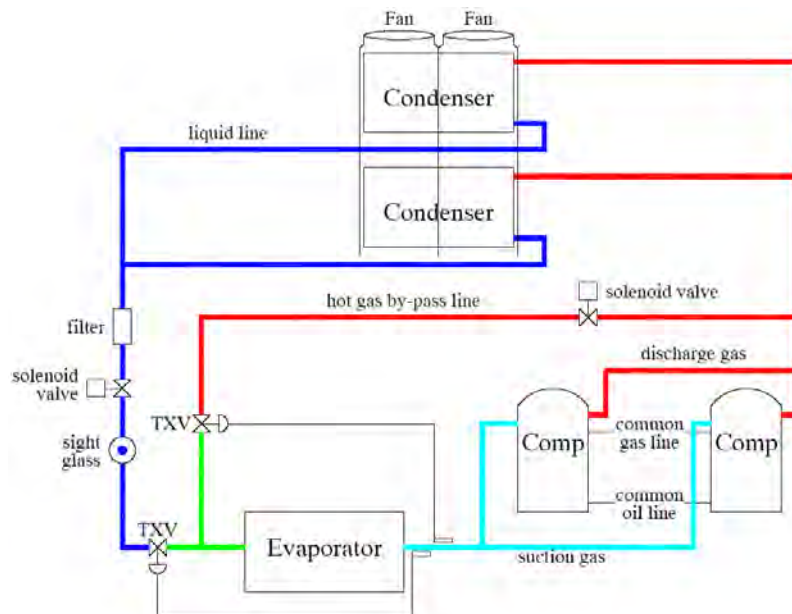 Fan
Fan
Condenser
liquid line
Condenser
hot gas by-pass line
solenoid valve
filter
discharge gas
solenoid
valve
TXV
Comp
common
gas line
Comp
sight
glass
common
oil line
TXV
Evaporator
suction gas